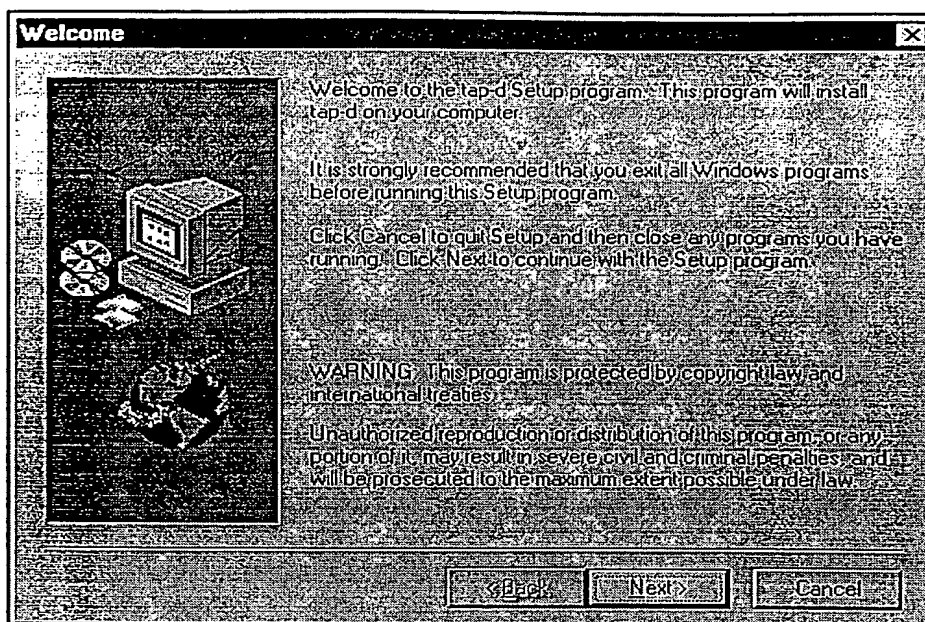 Welcome
Welcome to the tap-d Setup program. This program will install
tap-d on your computer.
It is strongly recommended that you exit all Windows programs
before running this Setup program.
Click Cancel to quit Setup and then close any programs you have
running. Click Next to continue with the Setup program.
WARNING: This program is protected by copyright law and
international treaties.
Unauthorized reproduction or distribution of this program, or any
portion of it, may result in severe civil and criminal penalties, and
will be prosecuted to the maximum extent possible under law.
< Back
Next >
Cancel